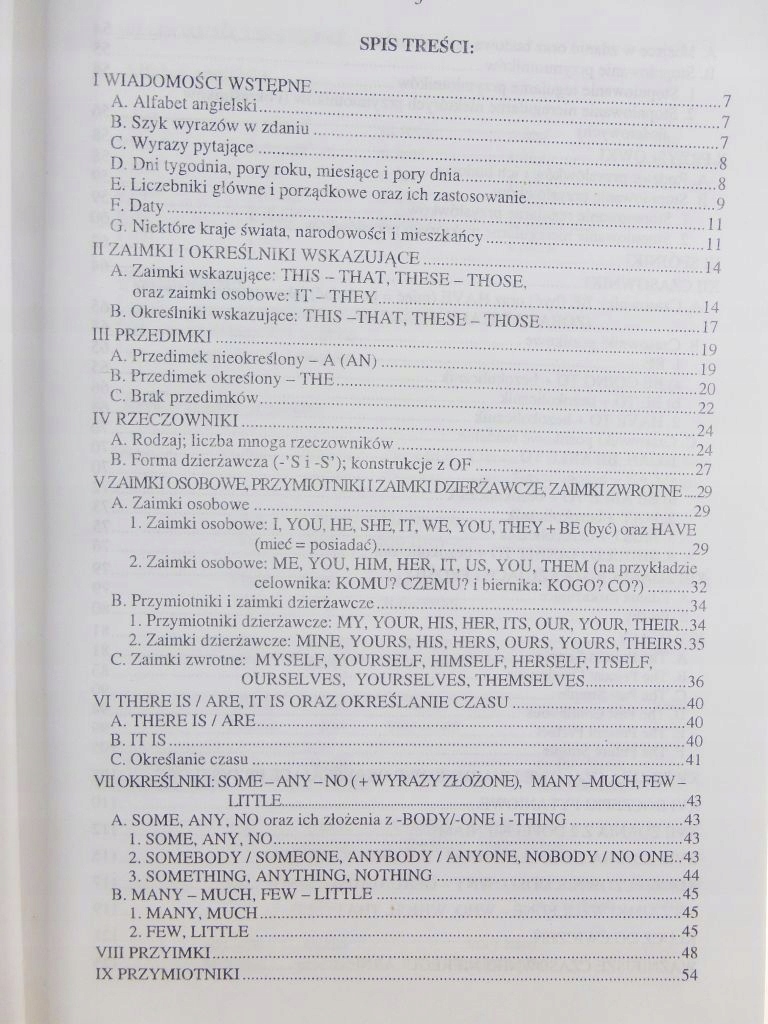 SPIS TREŚCI:
I WIADOMOŚCI WSTĘPNE...7
A. Alfabet angielski...7
B. Szyk wyrazów w zdaniu...7
C. Wyrazy pytające...8
D. Dni tygodnia, pory roku, miesiące i pory dnia...8
E. Liczebniki główne i porządkowe oraz ich zastosowanie...9
F. Daty...11
G. Niektóre kraje świata, narodowości i mieszkańcy...11
II ZAIMKI I OKREŚLNIKI WSKAZUJĄCE...14
A. Zaimki wskazujące: THIS – THAT, THESE – THOSE,
oraz zaimki osobowe: IT – THEY...14
B. Określniki wskazujące: THIS –THAT, THESE – THOSE...17
III PRZEDIMKI...19
A. Przedimek nieokreślony – A (AN)...19
B. Przedimek określony – THE...20
C. Brak przedimków...22
IV RZECZOWNIKI...24
A. Rodzaj; liczba mnoga rzeczowników...24
B. Forma dzierżawcza (-'S i -S'); konstrukcje z OF...27
V ZAIMKI OSOBOWE, PRZYMIOTNIKI I ZAIMKI DZIERŻAWCZE, ZAIMKI ZWROTNE...29
A. Zaimki osobowe...29
1. Zaimki osobowe: I, YOU, HE, SHE, IT, WE, YOU, THEY + BE (być) oraz HAVE
(mieć = posiadać)...29
2. Zaimki osobowe: ME, YOU, HIM, HER, IT, US, YOU, THEM (na przykładzie
celownika: KOMU? CZEMU? i biernika: KOGO? CO?)...32
B. Przymiotniki i zaimki dzierżawcze...34
1. Przymiotniki dzierżawcze: MY, YOUR, HIS, HER, ITS, OUR, YOUR, THEIR..34
2. Zaimki dzierżawcze: MINE, YOURS, HIS, HERS, OURS, YOURS, THEIRS.35
C. Zaimki zwrotne: MYSELF, YOURSELF, HIMSELF, HERSELF, ITSELF,
OURSELVES, YOURSELVES, THEMSELVES...36
VI THERE IS / ARE, IT IS ORAZ OKREŚLANIE CZASU...40
A. THERE IS / ARE...40
B. IT IS...40
C. Określanie czasu...41
VII OKREŚLNIKI: SOME – ANY – NO ( + WYRAZY ZŁOŻONE), MANY –MUCH, FEW –
LITTLE...43
A. SOME, ANY, NO oraz ich złożenia z -BODY/-ONE i -THING...43
1. SOME, ANY, NO...43
2. SOMEBODY / SOMEONE, ANYBODY / ANYONE, NOBODY / NO ONE..43
3. SOMETHING, ANYTHING, NOTHING...44
B. MANY – MUCH, FEW – LITTLE...45
1. MANY, MUCH...45
2. FEW, LITTLE...45
VIII PRZYIMKI...48
IX PRZYMIOTNIKI...54